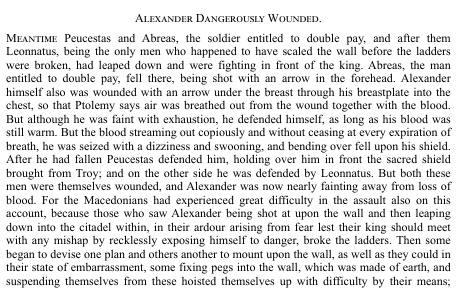 Alexander Dangerously Wounded.
Meantime Peucestas and Abreas, the soldier entitled to double pay, and after them
Leonnatus, being the only men who happened to have scaled the wall before the ladders
were broken, had leaped down and were fighting in front of the king. Abreas, the man
entitled to double pay, fell there, being shot with an arrow in the forehead. Alexander
himself also was wounded with an arrow under the breast through his breastplate into the
chest, so that Ptolemy says air was breathed out from the wound together with the blood.
But although he was faint with exhaustion, he defended himself, as long as his blood was
still warm. But the blood streaming out copiously and without ceasing at every expiration of
breath, he was seized with a dizziness and swooning, and bending over fell upon his shield.
After he had fallen Peucestas defended him, holding over him in front the sacred shield
brought from Troy; and on the other side he was defended by Leonnatus. But both these
men were themselves wounded, and Alexander was now nearly fainting away from loss of
blood. For the Macedonians had experienced great difficulty in the assault also on this
account, because those who saw Alexander being shot at upon the wall and then leaping
down into the citadel within, in their ardour arising from fear lest their king should meet
with any mishap by recklessly exposing himself to danger, broke the ladders. Then some
began to devise one plan and others another to mount upon the wall, as well as they could in
their state of embarrassment, some fixing pegs into the wall, which was made of earth, and
suspending themselves from these hoisted themselves up with difficulty by their means;